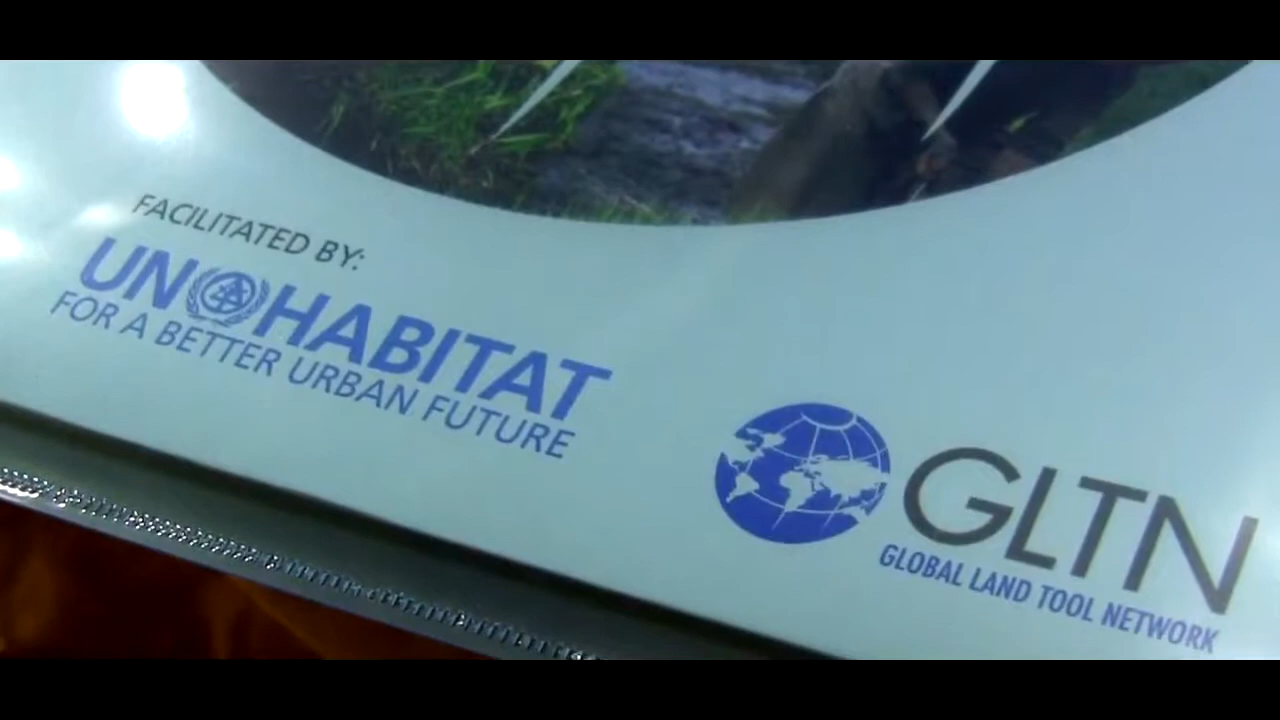 FACILITATED BY:
UN HABITAT
FOR A BETTER URBAN FUTURE
GLTN
GLOBAL LAND TOOL NETWORK